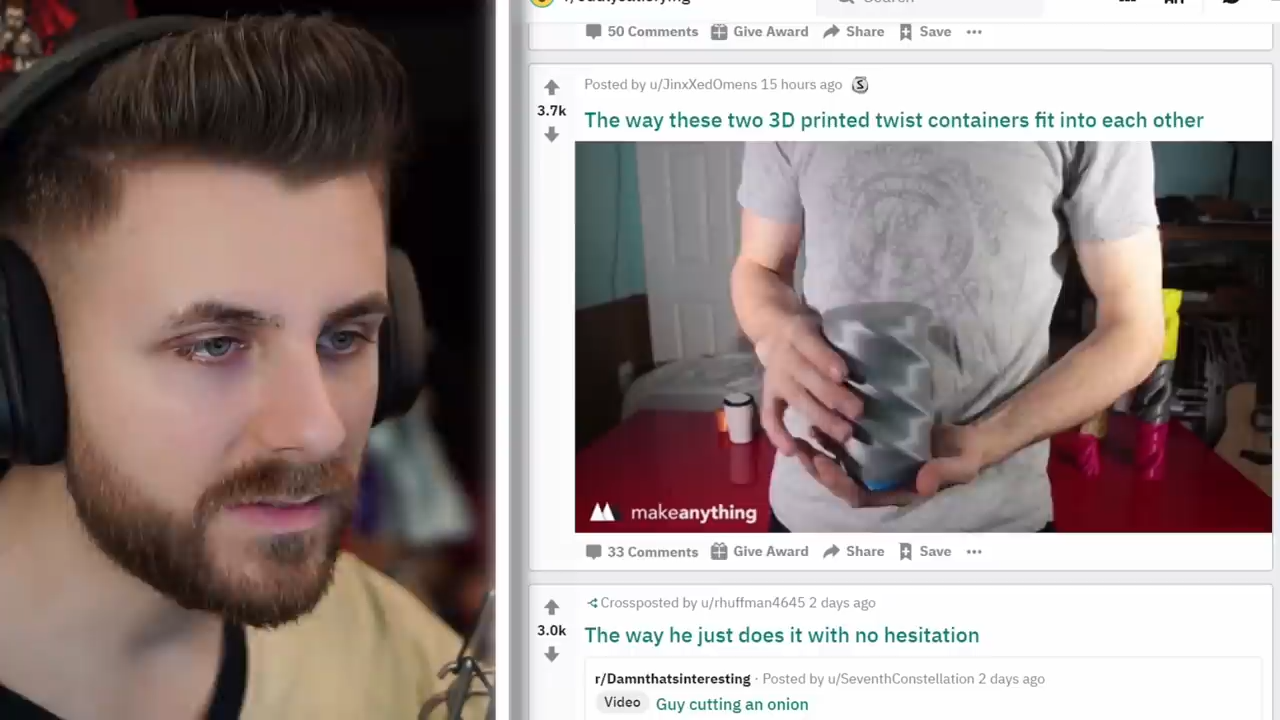 r/oddlysatisfying
Search
50 Comments Give Award Share Save
Posted by u/JinxXedOmens 15 hours ago
3.7k
The way these two 3D printed twist containers fit into each other
makeanything
33 Comments Give Award Share Save
Crossposted by u/rhuffman4645 2 days ago
3.0k
The way he just does it with no hesitation
r/Damnthatsinteresting · Posted by u/SeventhConstellation 2 days ago
Video Guy cutting an onion